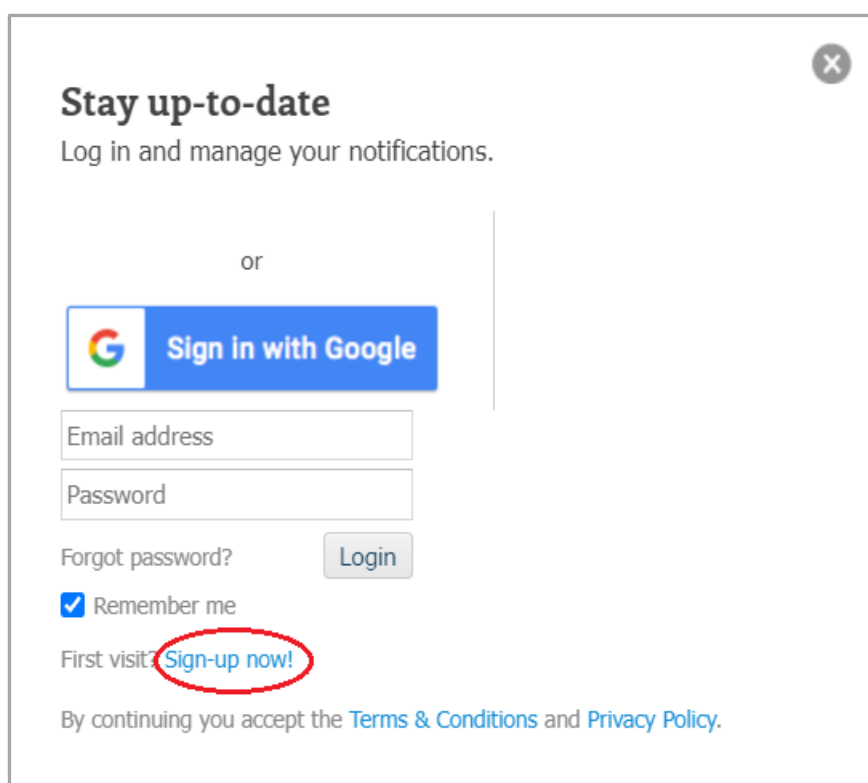 Stay up-to-date
Log in and manage your notifications.
or
Sign in with Google
Email address
Password
Forgot password? Login
Remember me
First visit? Sign-up now!
By continuing you accept the Terms & Conditions and Privacy Policy.